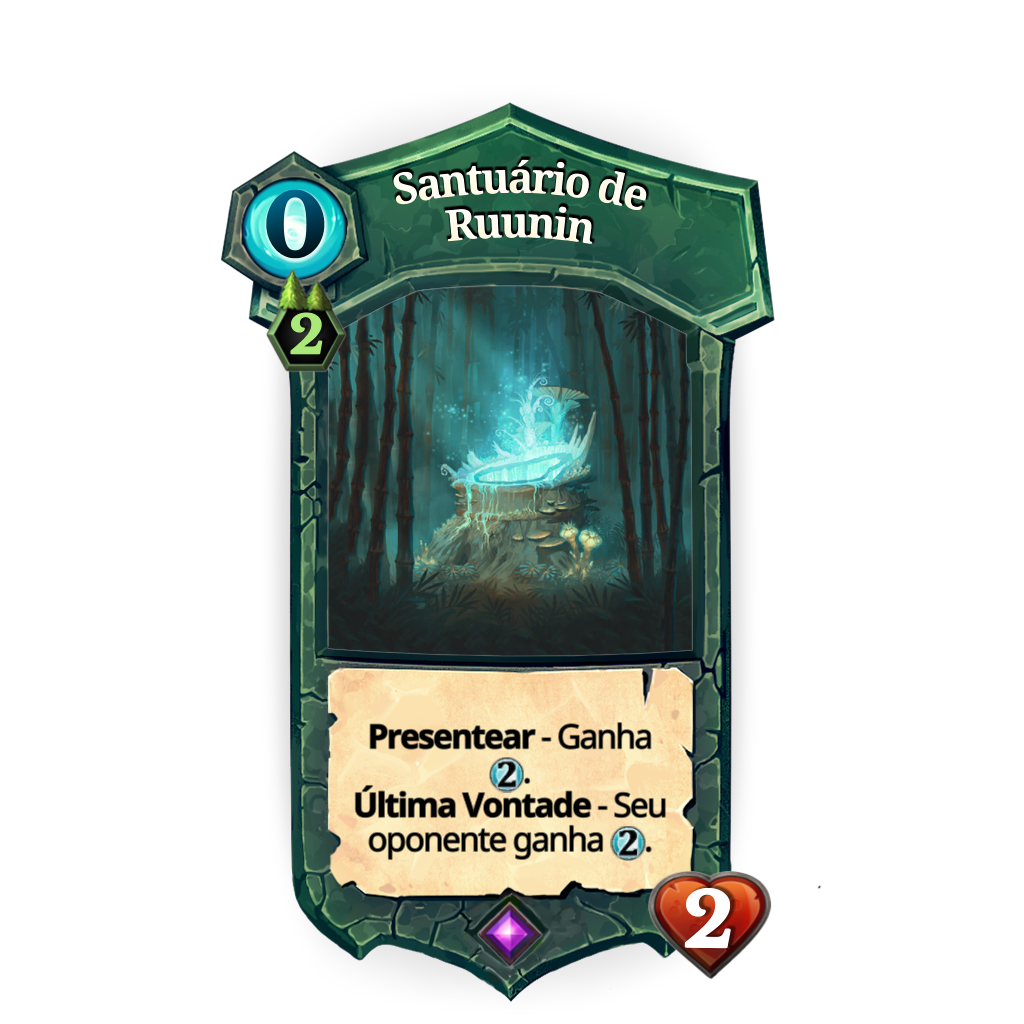 Santuário de
Ruunin
0
2
Presentear - Ganha
2.
Última Vontade - Seu
oponente ganha 2.
2